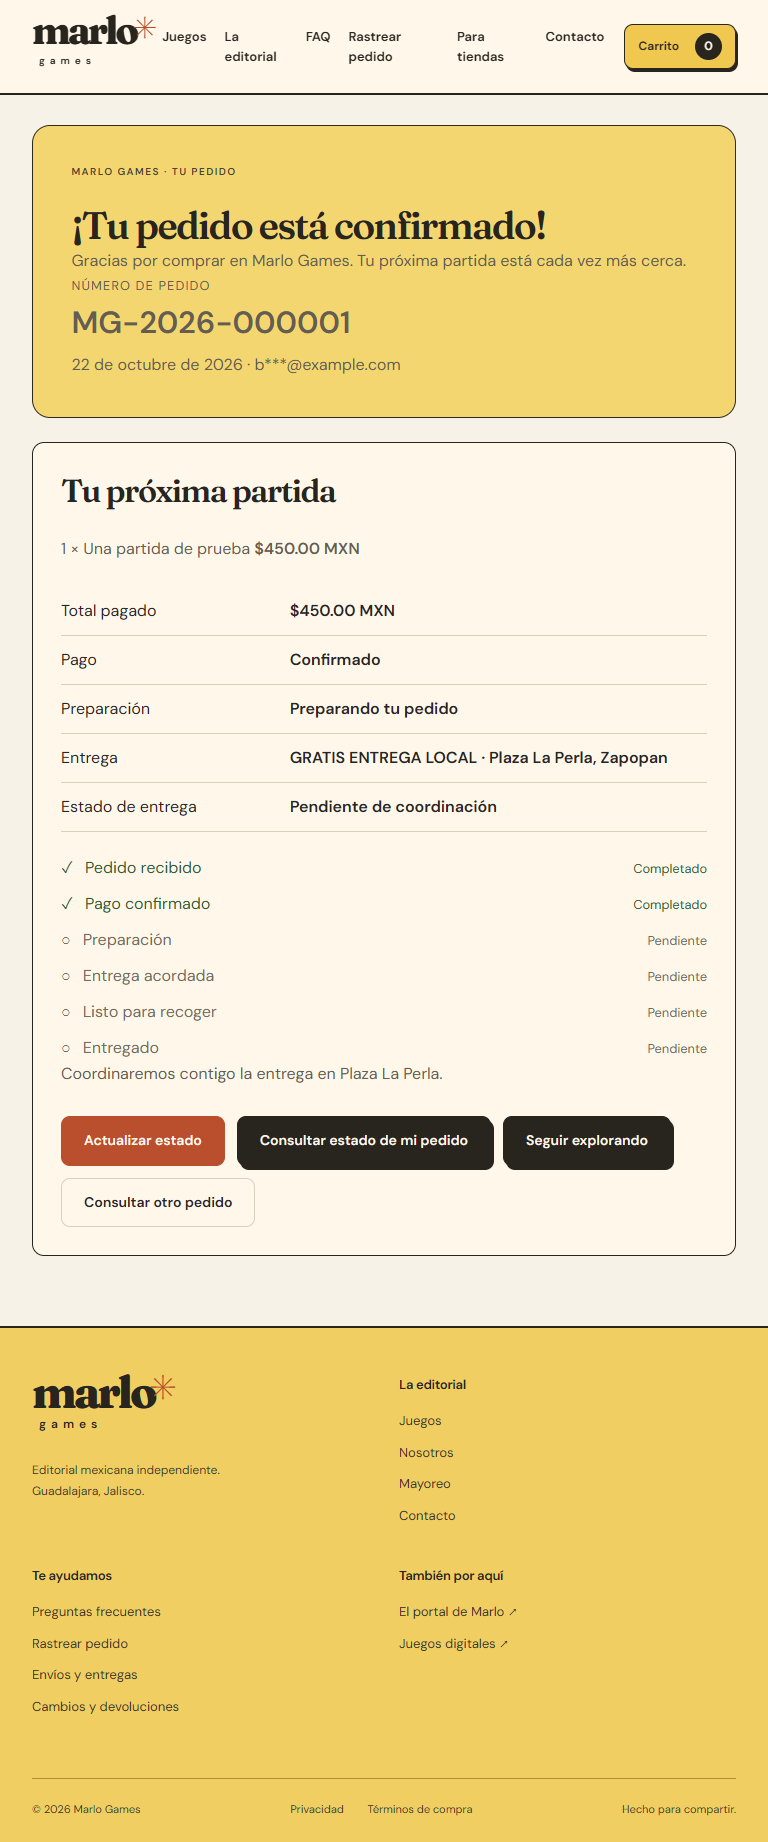 marlo
games
Juegos
La editorial
FAQ
Rastrear pedido
Para tiendas
Contacto
Carrito 0
MARLO GAMES · TU PEDIDO
¡Tu pedido está confirmado!
Gracias por comprar en Marlo Games. Tu próxima partida está cada vez más cerca.
NÚMERO DE PEDIDO
MG-2026-000001
22 de octubre de 2026 · b***@example.com
Tu próxima partida
1 × Una partida de prueba $450.00 MXN
Total pagado $450.00 MXN
Pago Confirmado
Preparación Preparando tu pedido
Entrega GRATIS ENTREGA LOCAL · Plaza La Perla, Zapopan
Estado de entrega Pendiente de coordinación
✓ Pedido recibido Completado
✓ Pago confirmado Completado
○ Preparación Pendiente
○ Entrega acordada Pendiente
○ Listo para recoger Pendiente
○ Entregado Pendiente
Coordinaremos contigo la entrega en Plaza La Perla.
Actualizar estado
Consultar estado de mi pedido
Seguir explorando
Consultar otro pedido
marlo
games
Editorial mexicana independiente.
Guadalajara, Jalisco.
La editorial
Juegos
Nosotros
Mayoreo
Contacto
Te ayudamos
Preguntas frecuentes
Rastrear pedido
Envíos y entregas
Cambios y devoluciones
También por aquí
El portal de Marlo ↗
Juegos digitales ↗
© 2026 Marlo Games
Privacidad
Términos de compra
Hecho para compartir.